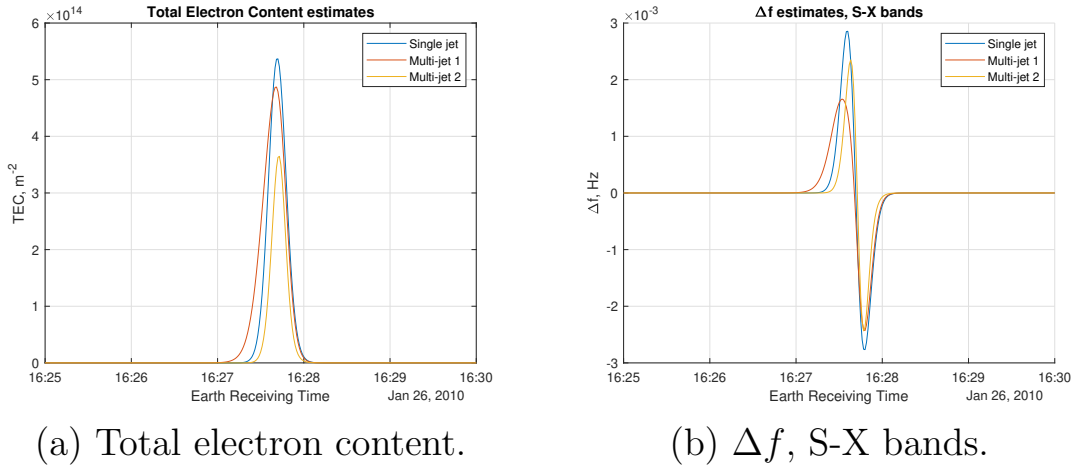 Total Electron Content estimates
×10^14
6
5
4
3
2
1
0
TEC, m^-2
Single jet
Multi-jet 1
Multi-jet 2
16:25 16:26 16:27 16:28 16:29 16:30
Earth Receiving Time
Jan 26, 2010
(a) Total electron content.
Δf estimates, S-X bands
×10^-3
3
2
1
0
-1
-2
-3
Δf, Hz
Single jet
Multi-jet 1
Multi-jet 2
16:25 16:26 16:27 16:28 16:29 16:30
Earth Receiving Time
Jan 26, 2010
(b) Δf, S-X bands.